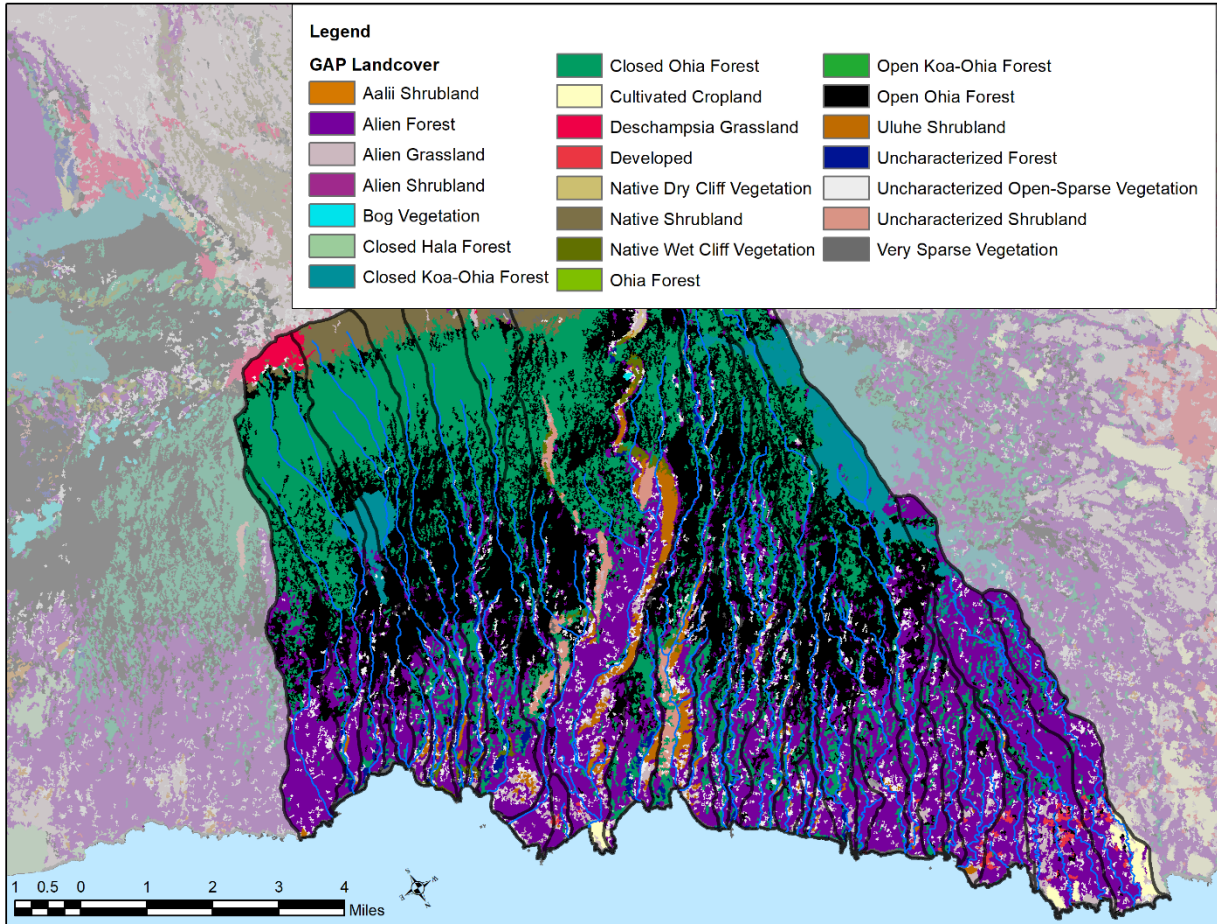 Legend
GAP Landcover
Aalii Shrubland
Alien Forest
Alien Grassland
Alien Shrubland
Bog Vegetation
Closed Hala Forest
Closed Koa-Ohia Forest
Closed Ohia Forest
Cultivated Cropland
Deschampsia Grassland
Developed
Native Dry Cliff Vegetation
Native Shrubland
Native Wet Cliff Vegetation
Ohia Forest
Open Koa-Ohia Forest
Open Ohia Forest
Uluhe Shrubland
Uncharacterized Forest
Uncharacterized Open-Sparse Vegetation
Uncharacterized Shrubland
Very Sparse Vegetation
1 0.5 0 1 2 3 4
Miles